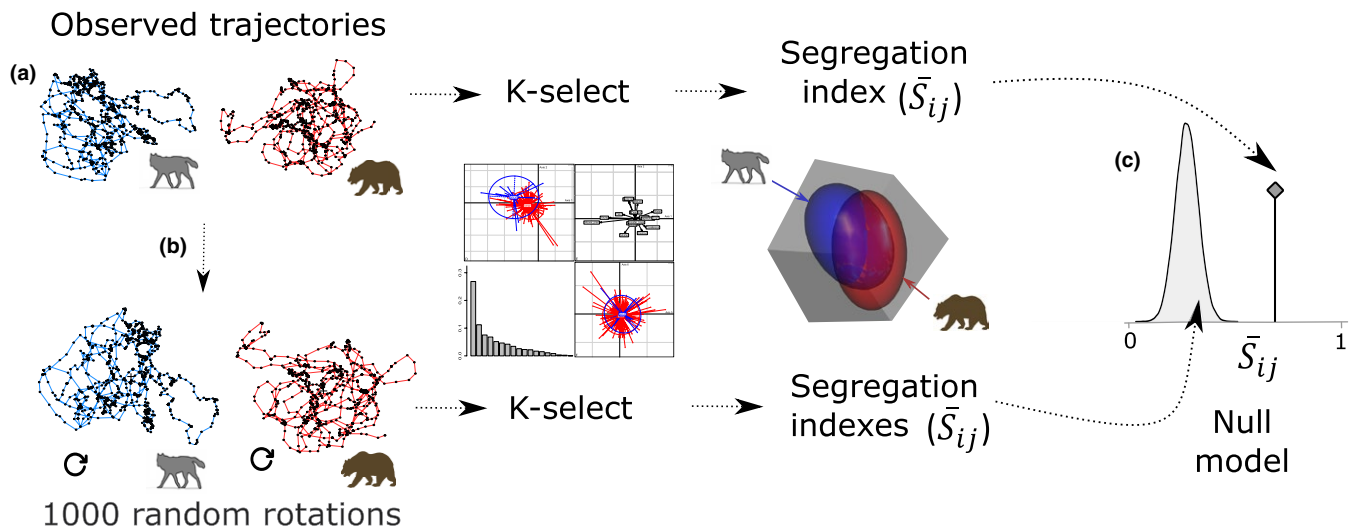 Observed trajectories
(a)
K-select
Segregation
index (S̄ij)
(b)
(c)
0
S̄ij
1
K-select
Segregation
indexes (S̄ij)
Null
model
1000 random rotations